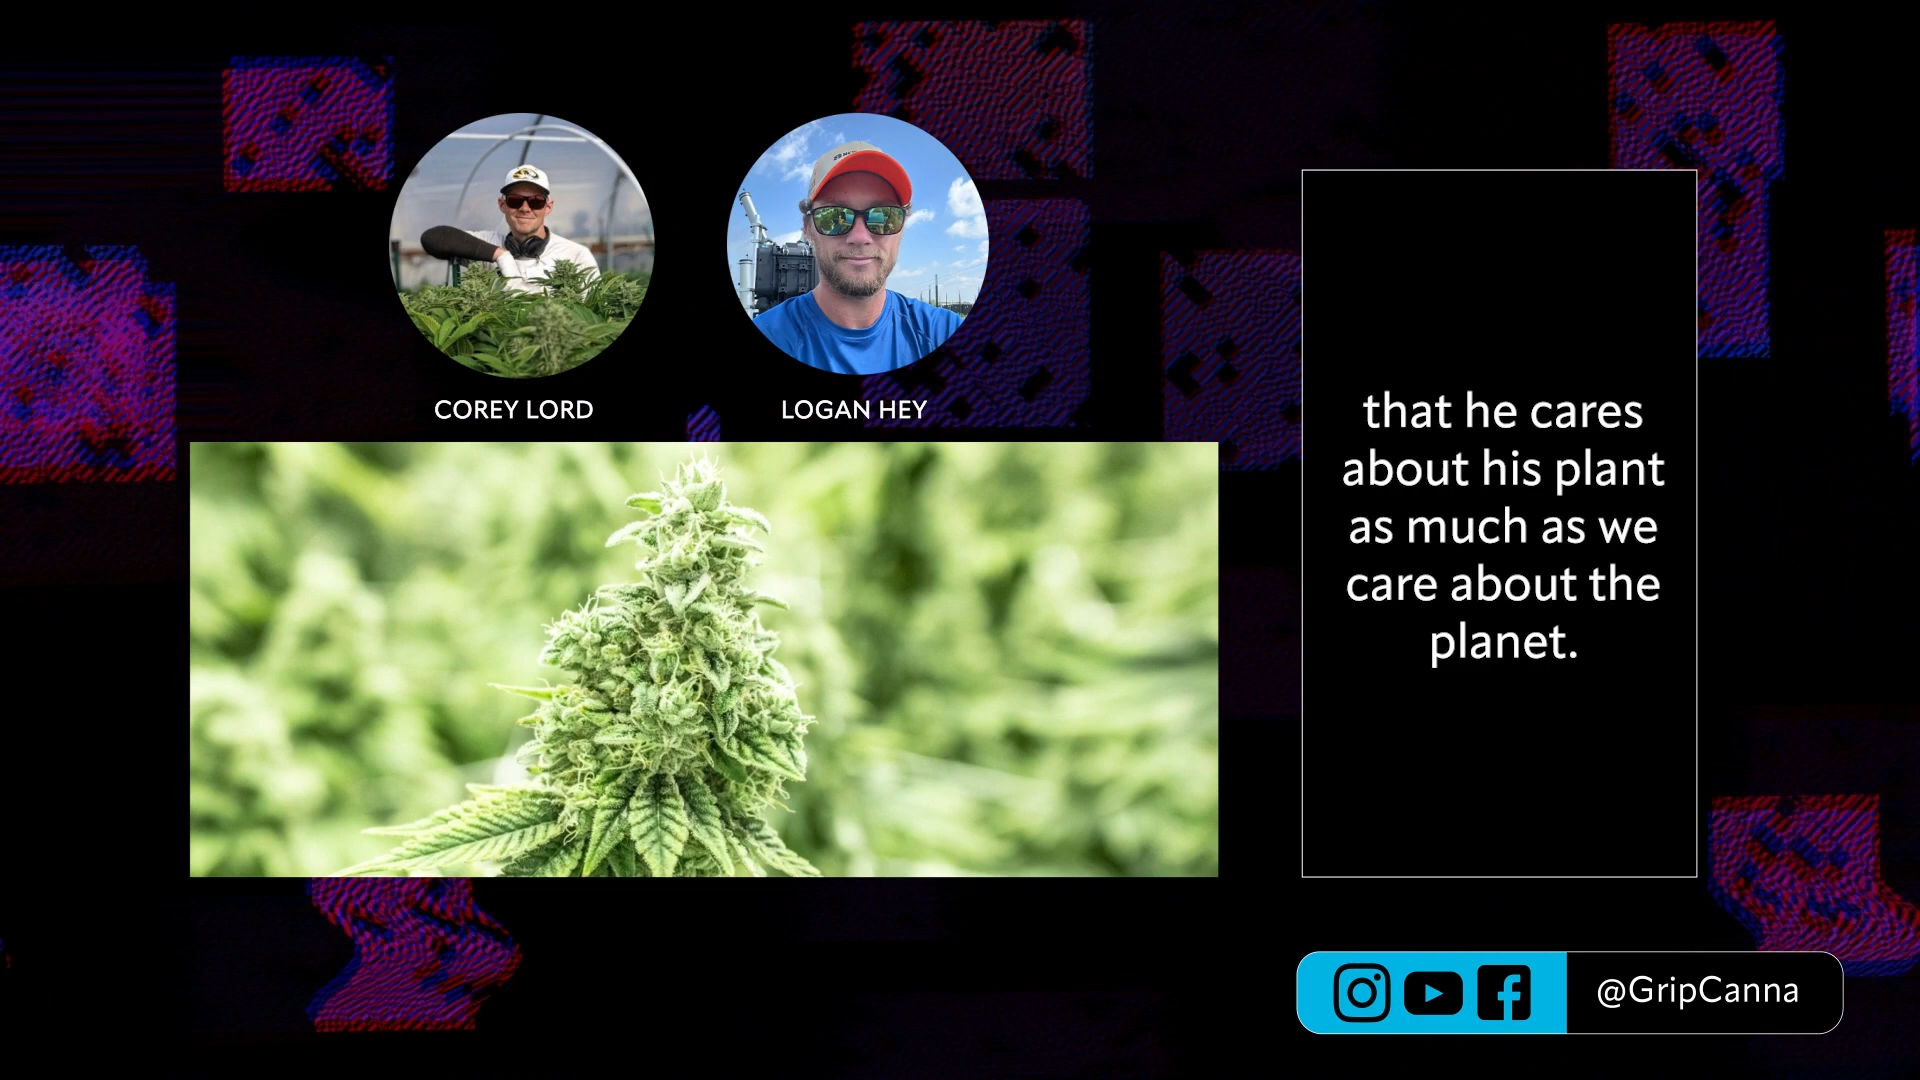 COREY LORD
LOGAN HEY
that he cares
about his plant
as much as we
care about the
planet.
@GripCanna